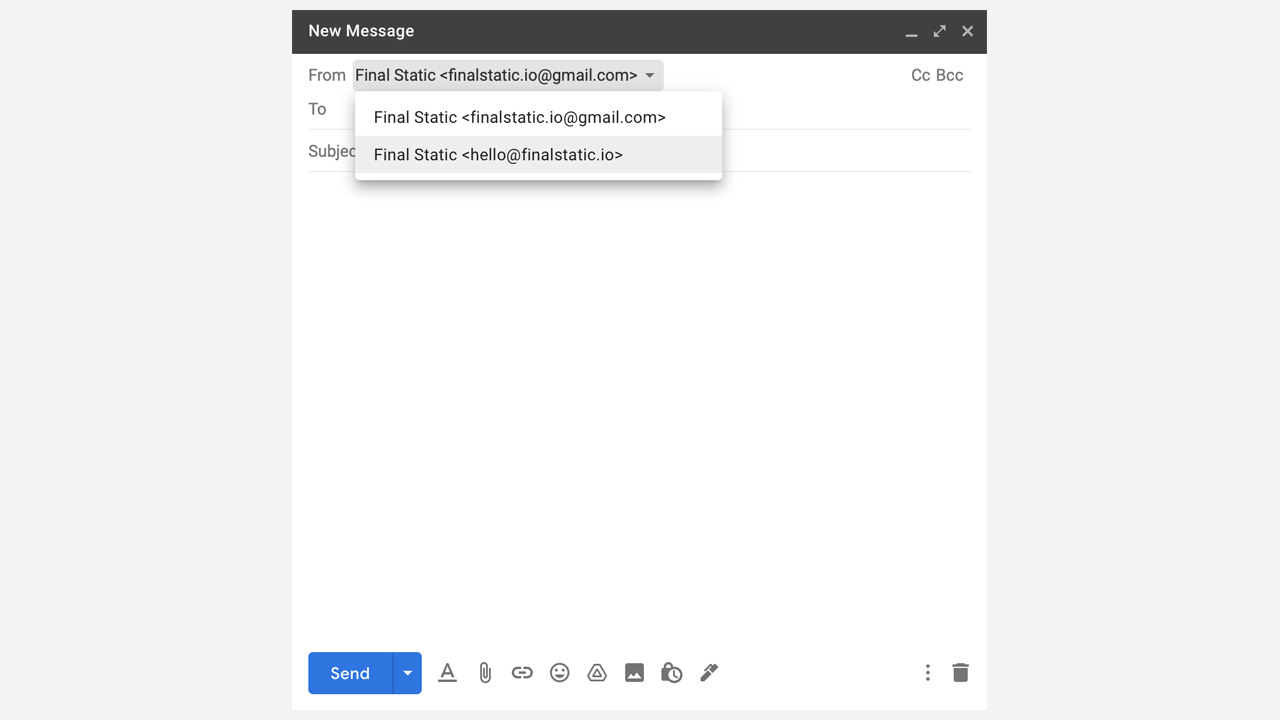 New Message
From Final Static <finalstatic.io@gmail.com> Cc Bcc
To
Final Static <finalstatic.io@gmail.com>
Subjec
Final Static <hello@finalstatic.io>
Send